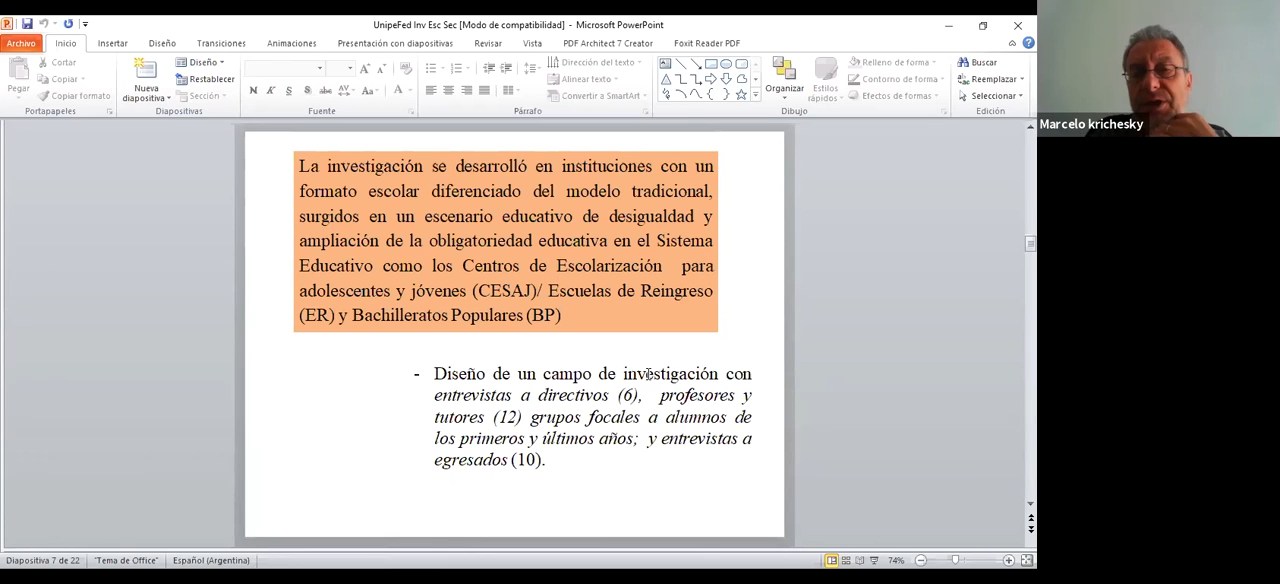 UnipeFed Inv Esc Sec [Modo de compatibilidad] - Microsoft PowerPoint
Archivo Inicio Insertar Diseño Transiciones Animaciones Presentación con diapositivas Revisar Vista PDF Architect 7 Creator Foxit Reader PDF
Pegar
Cortar
Copiar
Copiar formato
Portapapeles
Nueva
diapositiva
Diseño
Restablecer
Sección
Diapositivas
N K S S abc AV Aa A
Fuente
Dirección del texto
Alinear texto
Convertir a SmartArt
Párrafo
Organizar
Estilos
rápidos
Relleno de forma
Contorno de forma
Efectos de formas
Dibujo
Buscar
Reemplazar
Seleccionar
Edición
Marcelo krichesky
La investigación se desarrolló en instituciones con un
formato escolar diferenciado del modelo tradicional,
surgidos en un escenario educativo de desigualdad y
ampliación de la obligatoriedad educativa en el Sistema
Educativo como los Centros de Escolarización para
adolescentes y jóvenes (CESAJ)/ Escuelas de Reingreso
(ER) y Bachilleratos Populares (BP)
- Diseño de un campo de investigación con
entrevistas a directivos (6), profesores y
tutores (12) grupos focales a alumnos de
los primeros y últimos años; y entrevistas a
egresados (10).
Diapositiva 7 de 22 "Tema de Office" Español (Argentina) 74%